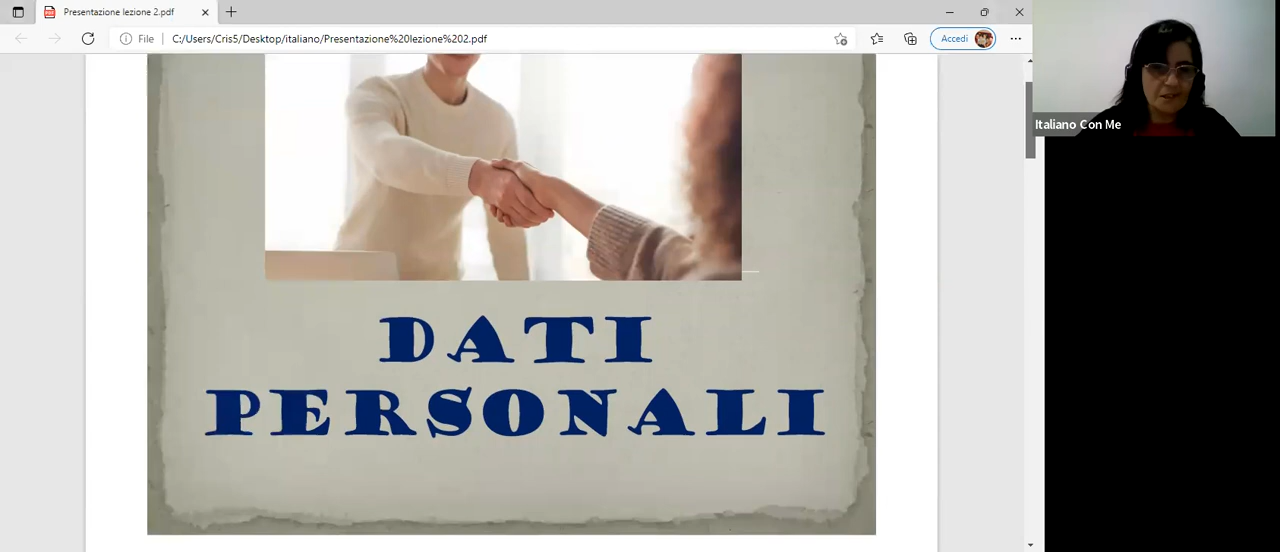 Presentazione lezione 2.pdf
File
C:/Users/Cris5/Desktop/italiano/Presentazione%20lezione%202.pdf
Accedi
Italiano Con Me
DATI
PERSONALI